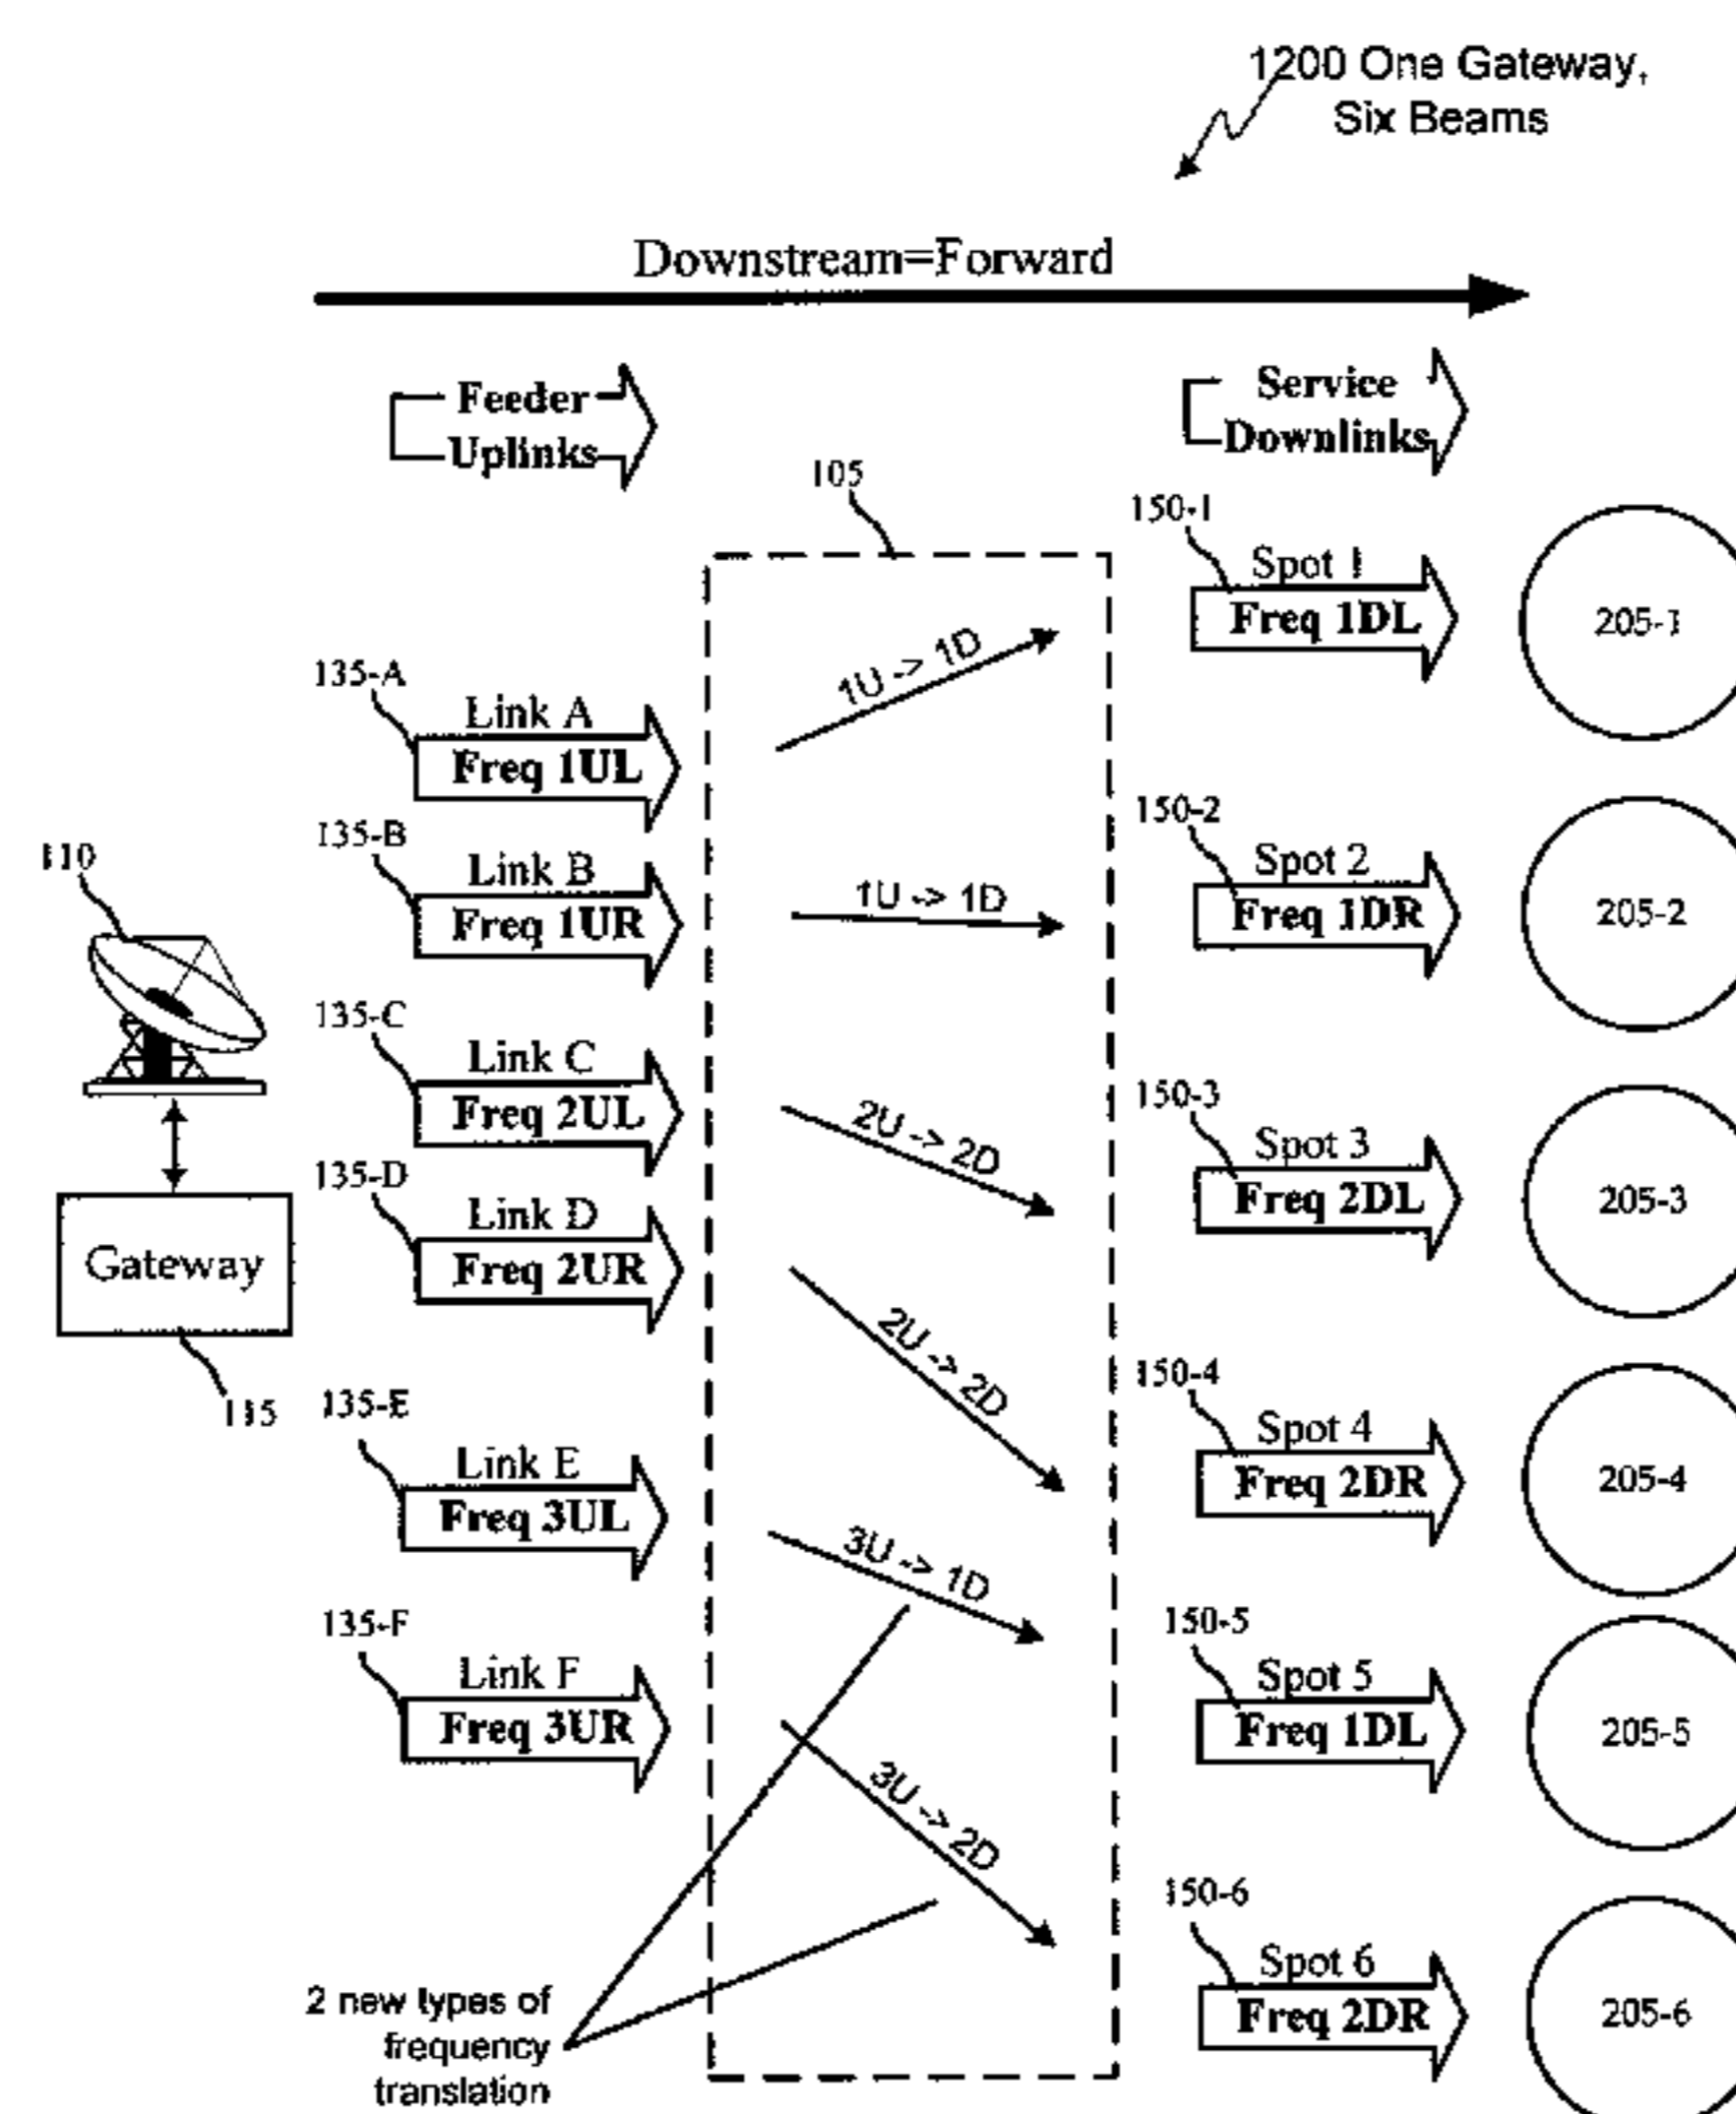 1200 One Gateway,
Six Beams
Downstream=Forward
Feeder
Uplinks
Service
Downlinks
105
150-1
Spot 1
Freq 1DL
205-1
1U -> 1D
135-A
Link A
Freq 1UL
150-2
Spot 2
Freq 1DR
205-2
135-B
Link B
Freq 1UR
1U -> 1D
110
135-C
Link C
Freq 2UL
2U -> 2D
150-3
Spot 3
Freq 2DL
205-3
135-D
Link D
Freq 2UR
Gateway
115
2U -> 2D
150-4
Spot 4
Freq 2DR
205-4
135-E
Link E
Freq 3UL
3U -> 1D
150-5
Spot 5
Freq 1DL
205-5
135-F
Link F
Freq 3UR
3U -> 2D
150-6
Spot 6
Freq 2DR
205-6
2 new types of
frequency
translation